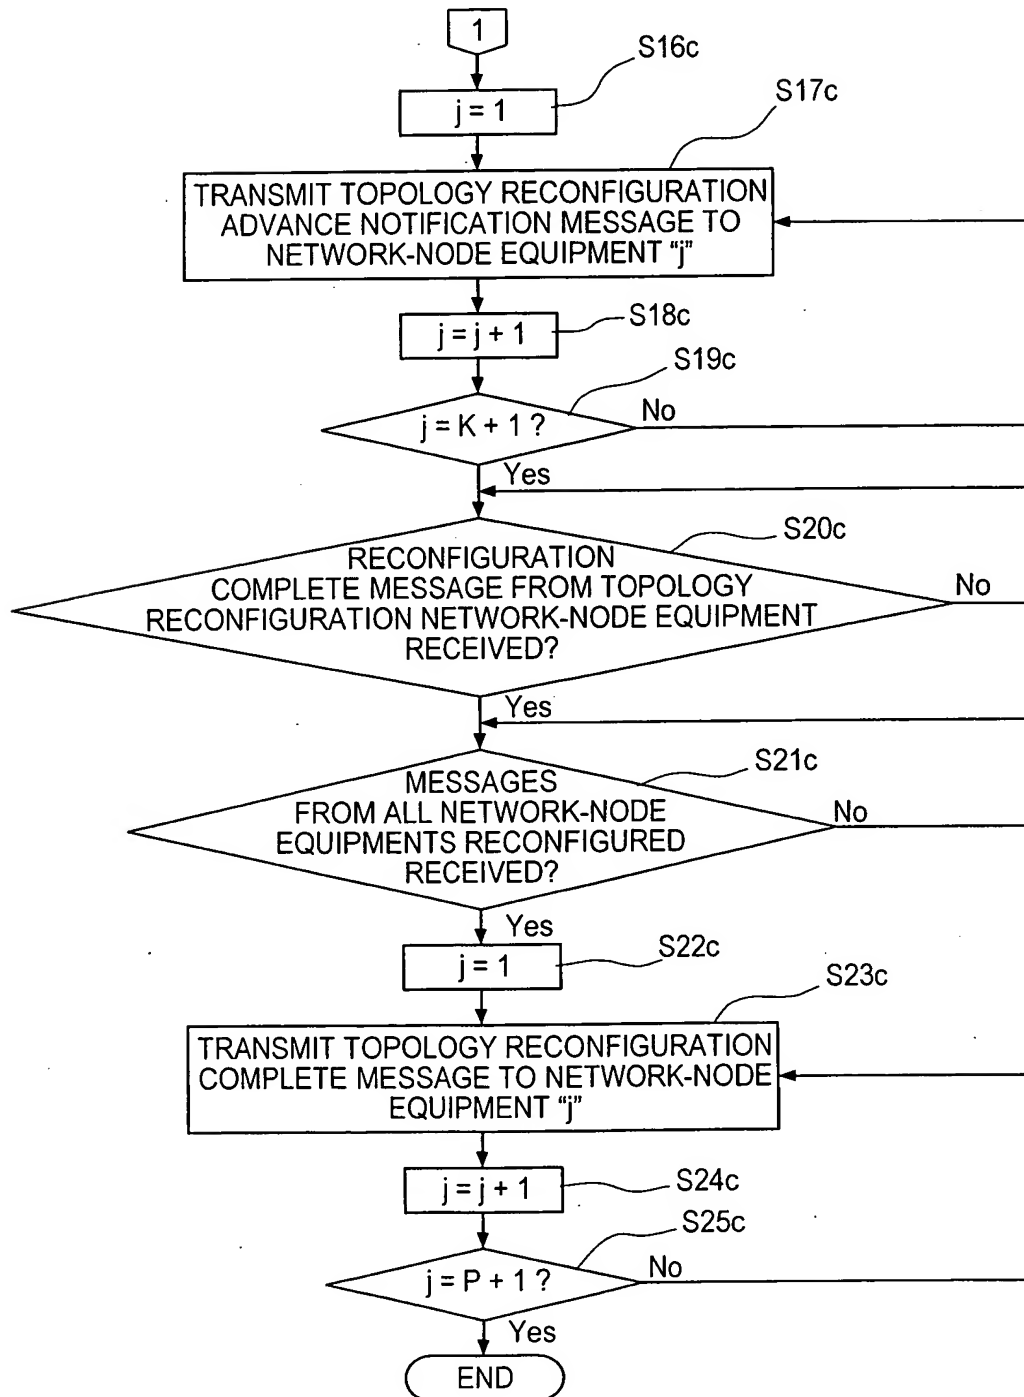 1
S16c
j = 1
S17c
TRANSMIT TOPOLOGY RECONFIGURATION
ADVANCE NOTIFICATION MESSAGE TO
NETWORK-NODE EQUIPMENT “j”
S18c
j = j + 1
S19c
j = K + 1 ?
No
Yes
S20c
RECONFIGURATION
COMPLETE MESSAGE FROM TOPOLOGY
RECONFIGURATION NETWORK-NODE EQUIPMENT
RECEIVED?
No
Yes
S21c
MESSAGES
FROM ALL NETWORK-NODE
EQUIPMENTS RECONFIGURED
RECEIVED?
No
Yes
S22c
j = 1
S23c
TRANSMIT TOPOLOGY RECONFIGURATION
COMPLETE MESSAGE TO NETWORK-NODE
EQUIPMENT “j”
S24c
j = j + 1
S25c
j = P + 1 ?
No
Yes
END